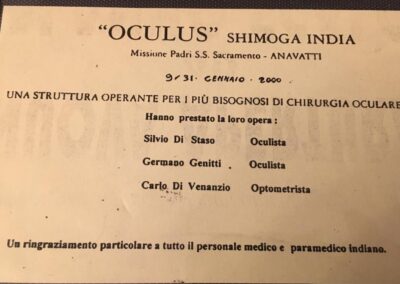 “OCULUS” SHIMOGA INDIA
Missione Padri S.S. Sacramento - ANAVATTI
9/31. GENNAIO. 2000.
UNA STRUTTURA OPERANTE PER I PIÙ BISOGNOSI DI CHIRURGIA OCULARE
Hanno prestato la loro opera :
Silvio Di Staso Oculista
Germano Genitti Oculista
Carlo Di Venanzio Optometrista
Un ringraziamento particolare a tutto il personale medico e paramedico indiano.